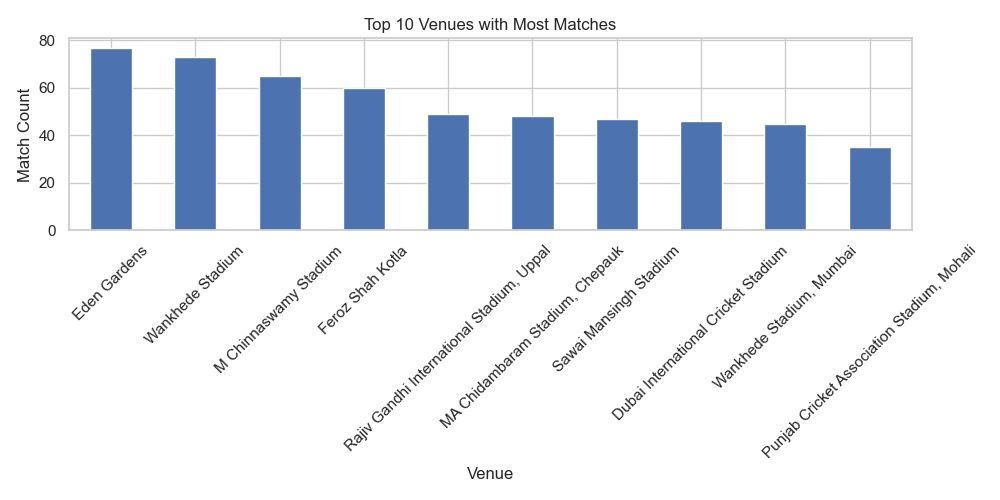 Top 10 Venues with Most Matches
Match Count
80
60
40
20
0
Eden Gardens
Wankhede Stadium
M Chinnaswamy Stadium
Feroz Shah Kotla
Rajiv Gandhi International Stadium, Uppal
MA Chidambaram Stadium, Chepauk
Sawai Mansingh Stadium
Dubai International Cricket Stadium
Wankhede Stadium, Mumbai
Punjab Cricket Association Stadium, Mohali
Venue